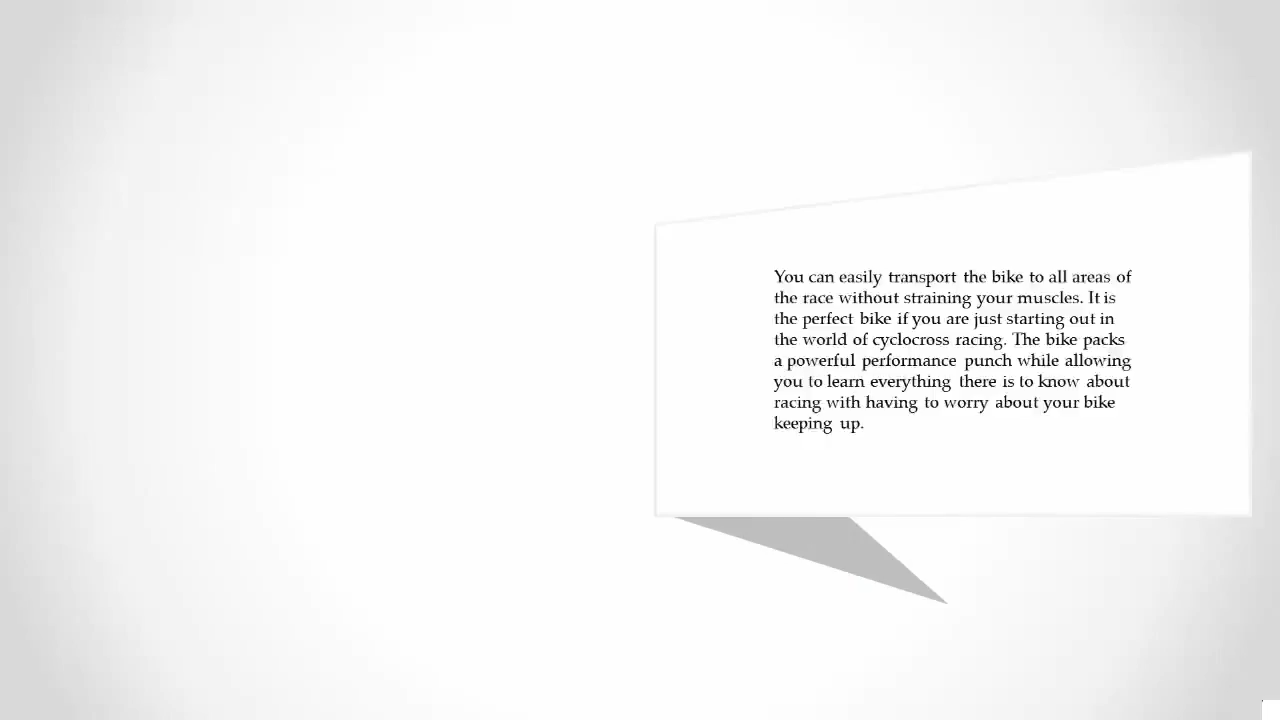 You can easily transport the bike to all areas of
the race without straining your muscles. It is
the perfect bike if you are just starting out in
the world of cyclocross racing. The bike packs
a powerful performance punch while allowing
you to learn everything there is to know about
racing with having to worry about your bike
keeping up.